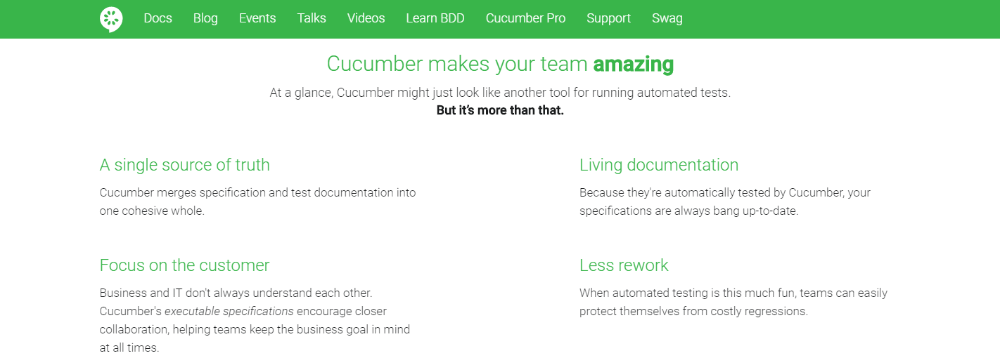 Docs Blog Events Talks Videos Learn BDD Cucumber Pro Support Swag
Cucumber makes your team amazing
At a glance, Cucumber might just look like another tool for running automated tests.
But it's more than that.
A single source of truth
Cucumber merges specification and test documentation into
one cohesive whole.
Living documentation
Because they're automatically tested by Cucumber, your
specifications are always bang up-to-date.
Focus on the customer
Business and IT don't always understand each other.
Cucumber's executable specifications encourage closer
collaboration, helping teams keep the business goal in mind
at all times.
Less rework
When automated testing is this much fun, teams can easily
protect themselves from costly regressions.